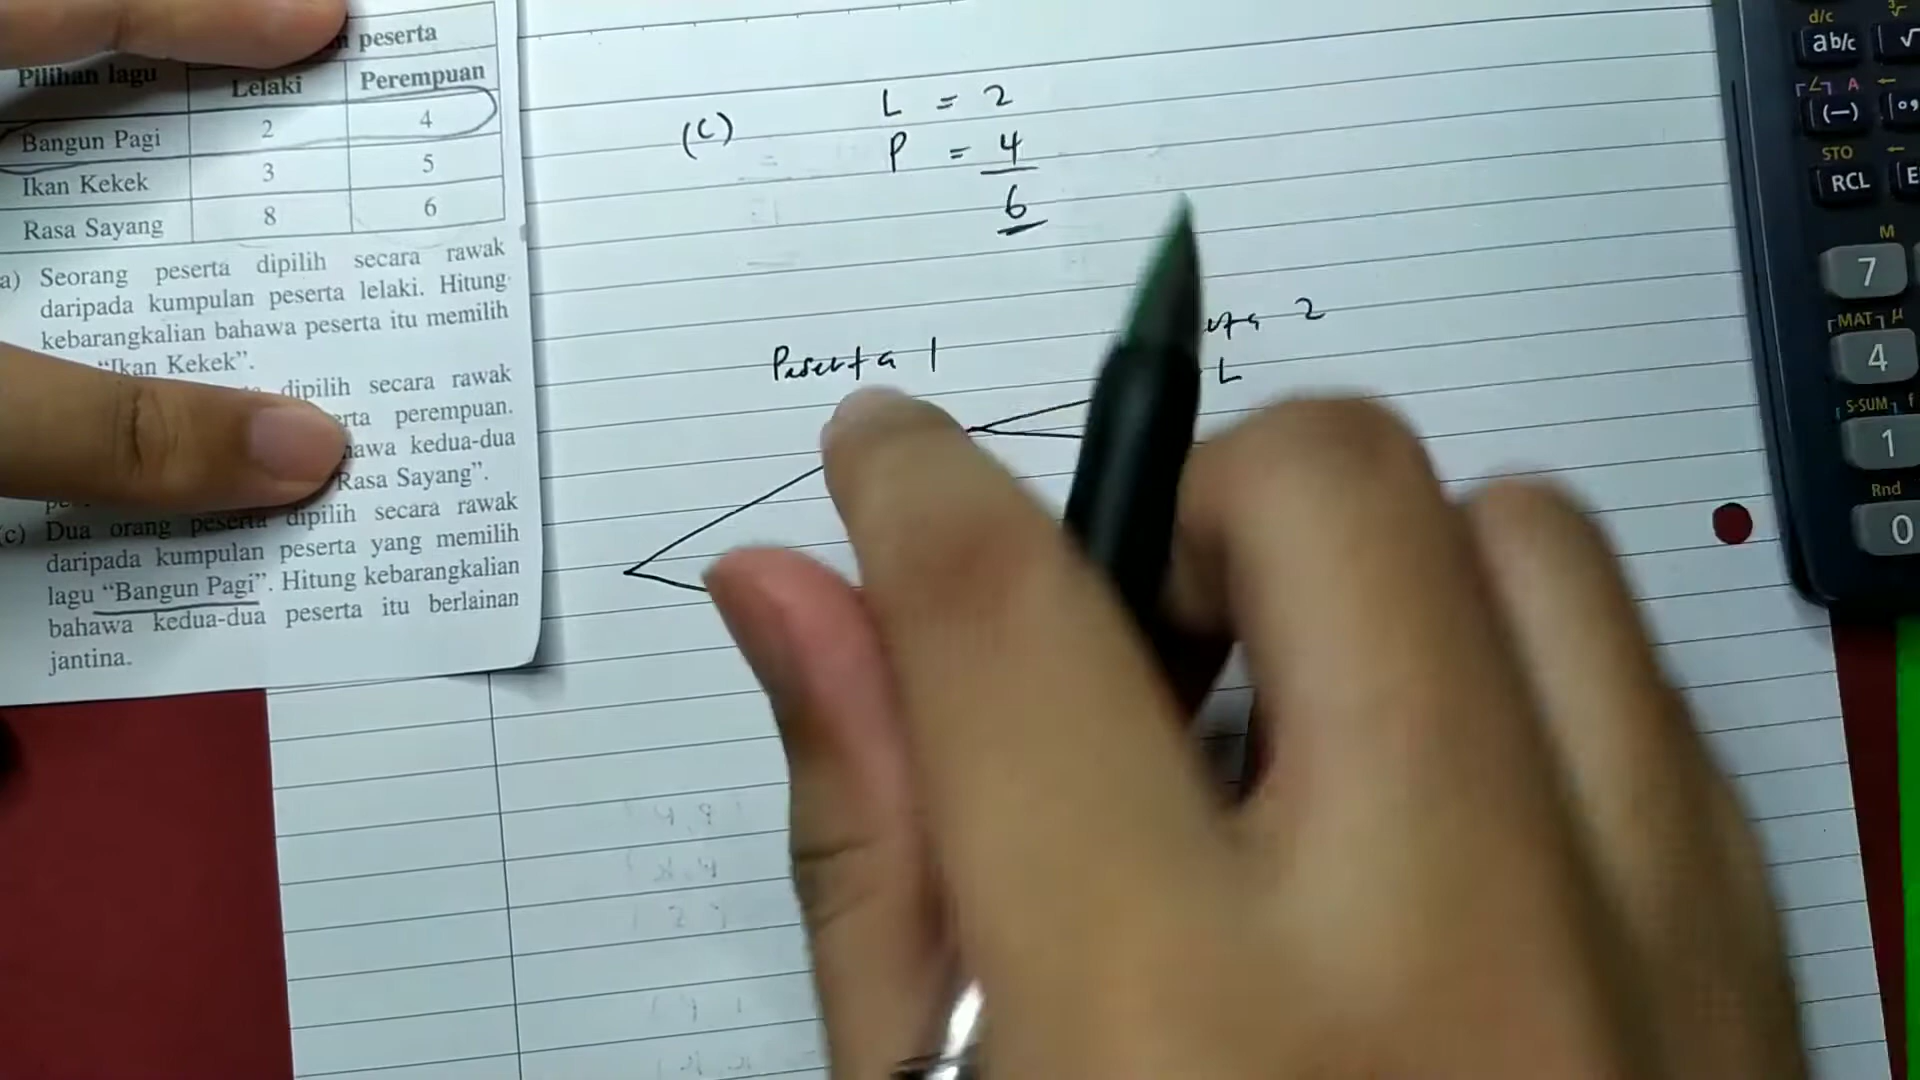 peserta
Pilihan lagu
Lelaki
Perempuan
Bangun Pagi
2
4
Ikan Kekek
3
5
Rasa Sayang
8
6
a) Seorang peserta dipilih secara rawak
daripada kumpulan peserta lelaki. Hitung
kebarangkalian bahawa peserta itu memilih
“Ikan Kekek”.
dipilih secara rawak
perempuan.
kedua-dua
Rasa Sayang”.
(c) Dua orang peserta dipilih secara rawak
daripada kumpulan peserta yang memilih
lagu “Bangun Pagi”. Hitung kebarangkalian
bahawa kedua-dua peserta itu berlainan
jantina.
(c)
L = 2
P = 4
6
Peserta 1
2
L
d/c
ab/c
A
(—)
STO
RCL
M
7
MAT μ
4
S-SUM
1
Rnd
0